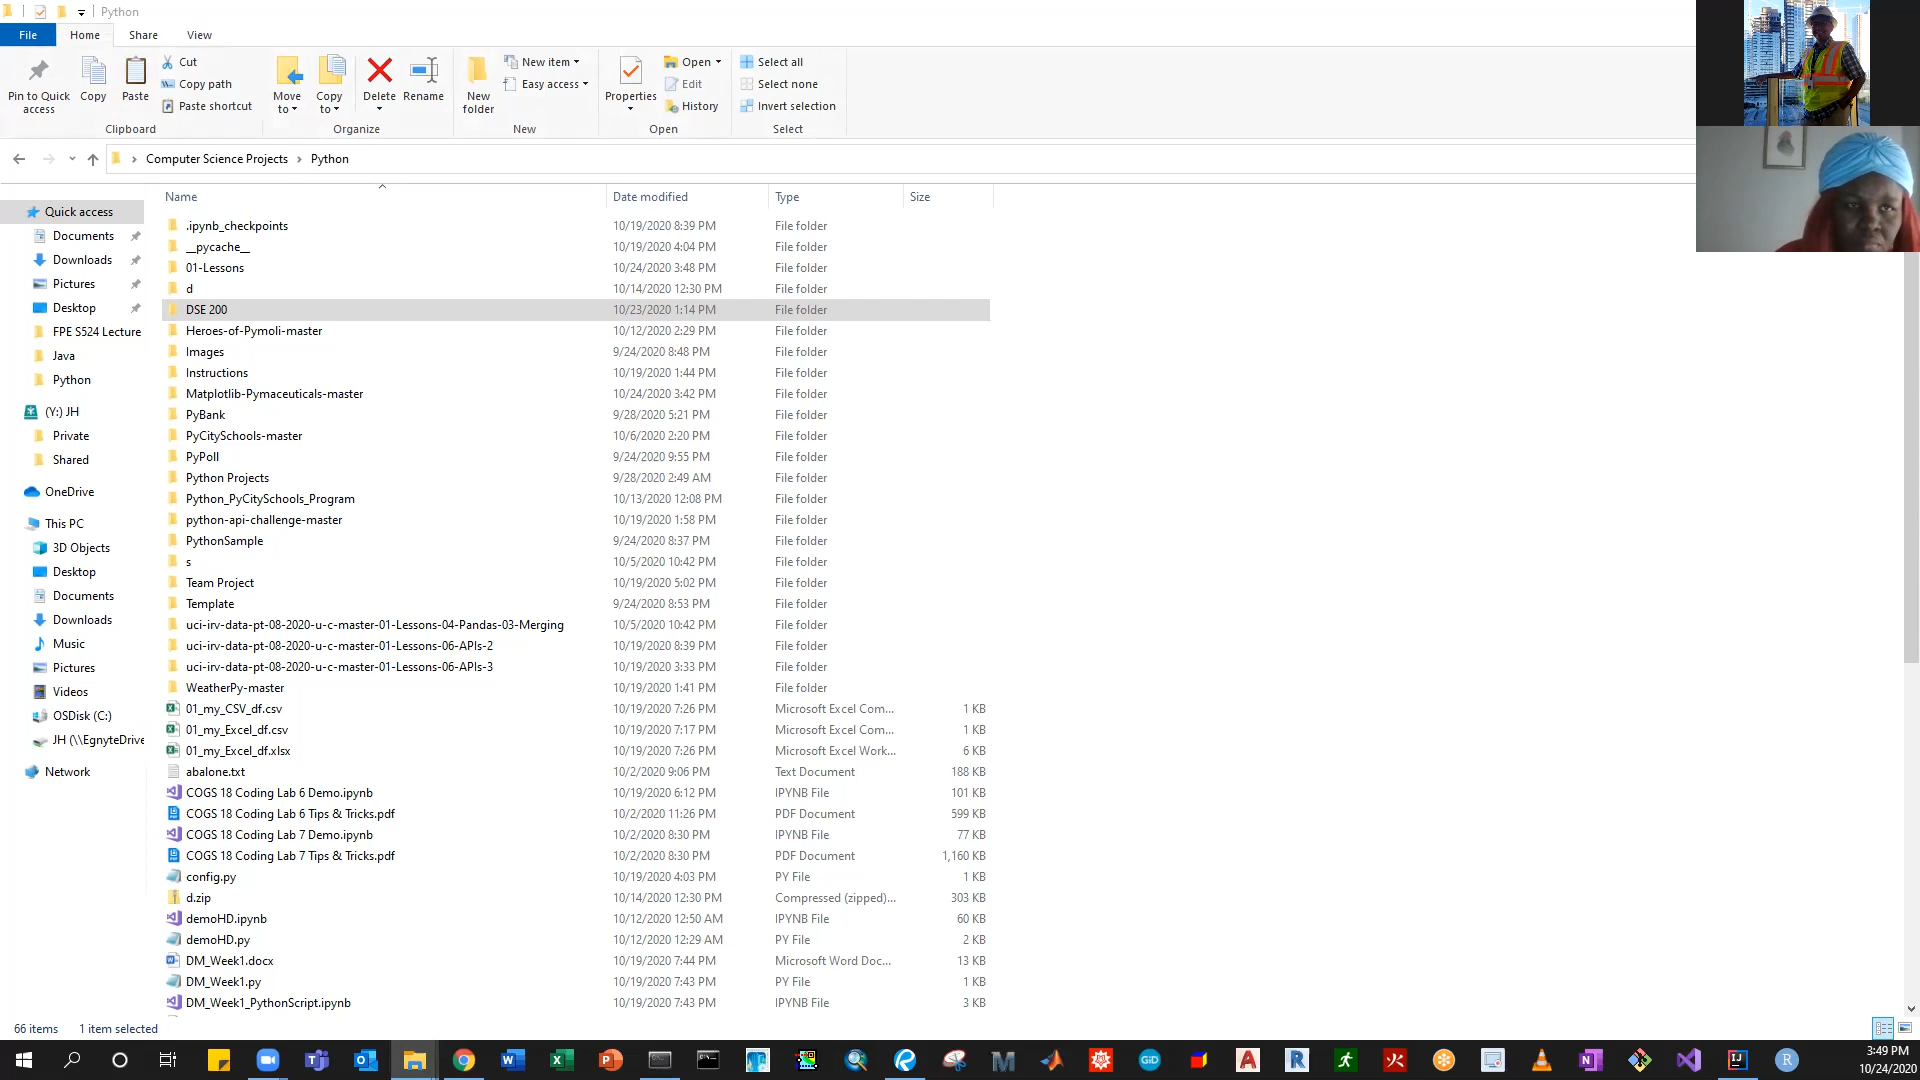 Python
File Home Share View
Pin to Quick access
Copy
Paste
Cut
Copy path
Paste shortcut
Clipboard
Move to
Copy to
Delete
Rename
Organize
New folder
New item
Easy access
New
Properties
Open
Edit
History
Open
Select all
Select none
Invert selection
Select
Computer Science Projects > Python
Name Date modified Type Size
Quick access
Documents
Downloads
Pictures
Desktop
FPE S524 Lecture
Java
Python
(Y:) JH
Private
Shared
OneDrive
This PC
3D Objects
Desktop
Documents
Downloads
Music
Pictures
Videos
OSDisk (C:)
JH (\\EgnyteDrive
Network
.ipynb_checkpoints 10/19/2020 8:39 PM File folder
__pycache__ 10/19/2020 4:04 PM File folder
01-Lessons 10/24/2020 3:48 PM File folder
d 10/14/2020 12:30 PM File folder
DSE 200 10/23/2020 1:14 PM File folder
Heroes-of-Pymoli-master 10/12/2020 2:29 PM File folder
Images 9/24/2020 8:48 PM File folder
Instructions 10/19/2020 1:44 PM File folder
Matplotlib-Pymaceuticals-master 10/24/2020 3:42 PM File folder
PyBank 9/28/2020 5:21 PM File folder
PyCitySchools-master 10/6/2020 2:20 PM File folder
PyPoll 9/24/2020 9:55 PM File folder
Python Projects 9/28/2020 2:49 AM File folder
Python_PyCitySchools_Program 10/13/2020 12:08 PM File folder
python-api-challenge-master 10/19/2020 1:58 PM File folder
PythonSample 9/24/2020 8:37 PM File folder
s 10/5/2020 10:42 PM File folder
Team Project 10/19/2020 5:02 PM File folder
Template 9/24/2020 8:53 PM File folder
uci-irv-data-pt-08-2020-u-c-master-01-Lessons-04-Pandas-03-Merging 10/5/2020 10:42 PM File folder
uci-irv-data-pt-08-2020-u-c-master-01-Lessons-06-APIs-2 10/19/2020 8:39 PM File folder
uci-irv-data-pt-08-2020-u-c-master-01-Lessons-06-APIs-3 10/19/2020 3:33 PM File folder
WeatherPy-master 10/19/2020 1:41 PM File folder
01_my_CSV_df.csv 10/19/2020 7:26 PM Microsoft Excel Com... 1 KB
01_my_Excel_df.csv 10/19/2020 7:17 PM Microsoft Excel Com... 1 KB
01_my_Excel_df.xlsx 10/19/2020 7:26 PM Microsoft Excel Work... 6 KB
abalone.txt 10/2/2020 9:06 PM Text Document 188 KB
COGS 18 Coding Lab 6 Demo.ipynb 10/19/2020 6:12 PM IPYNB File 101 KB
COGS 18 Coding Lab 6 Tips & Tricks.pdf 10/2/2020 11:26 PM PDF Document 599 KB
COGS 18 Coding Lab 7 Demo.ipynb 10/2/2020 8:30 PM IPYNB File 77 KB
COGS 18 Coding Lab 7 Tips & Tricks.pdf 10/2/2020 8:30 PM PDF Document 1,160 KB
config.py 10/19/2020 4:03 PM PY File 1 KB
d.zip 10/14/2020 12:30 PM Compressed (zipped)... 303 KB
demoHD.ipynb 10/12/2020 12:50 AM IPYNB File 60 KB
demoHD.py 10/12/2020 12:29 AM PY File 2 KB
DM_Week1.docx 10/19/2020 7:44 PM Microsoft Word Doc... 13 KB
DM_Week1.py 10/19/2020 7:43 PM PY File 1 KB
DM_Week1_PythonScript.ipynb 10/19/2020 7:43 PM IPYNB File 3 KB
66 items 1 item selected
3:49 PM
10/24/2020